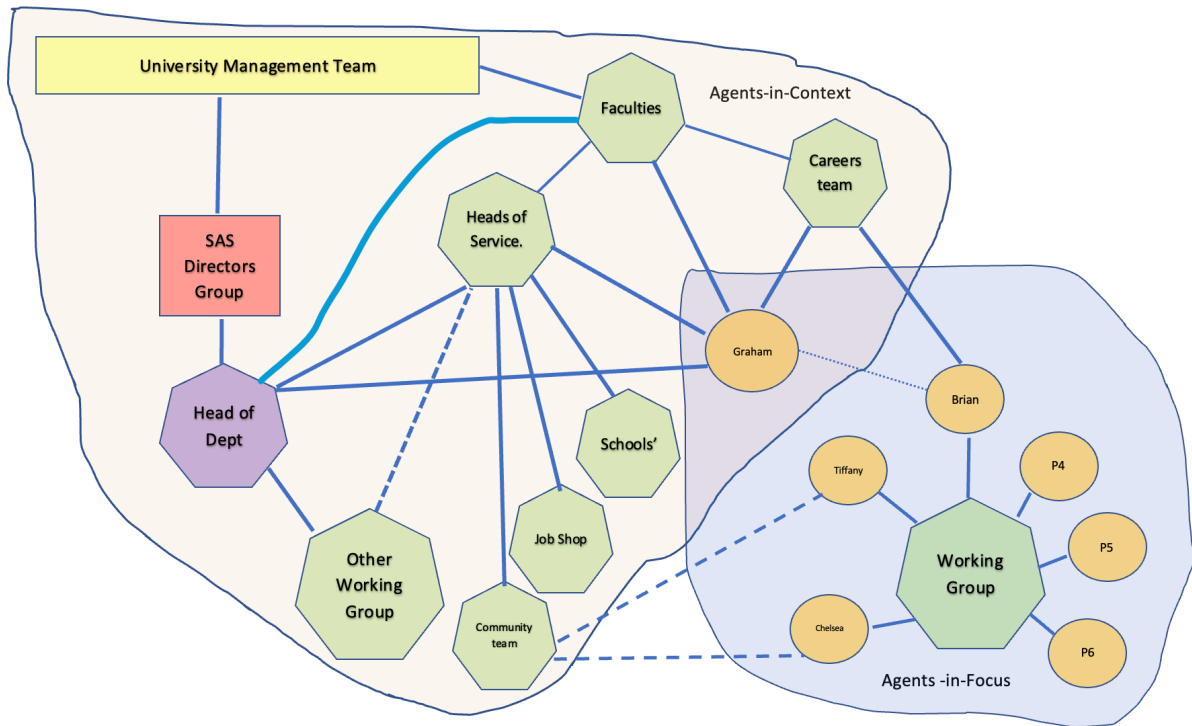 University Management Team
Faculties
Agents-in-Context
Careers
team
Heads of
Service.
SAS
Directors
Group
Graham
Brian
Head of
Dept
Schools’
Tiffany
P4
Job Shop
P5
Other
Working
Group
Working
Group
Community
team
Chelsea
P6
Agents -in-Focus